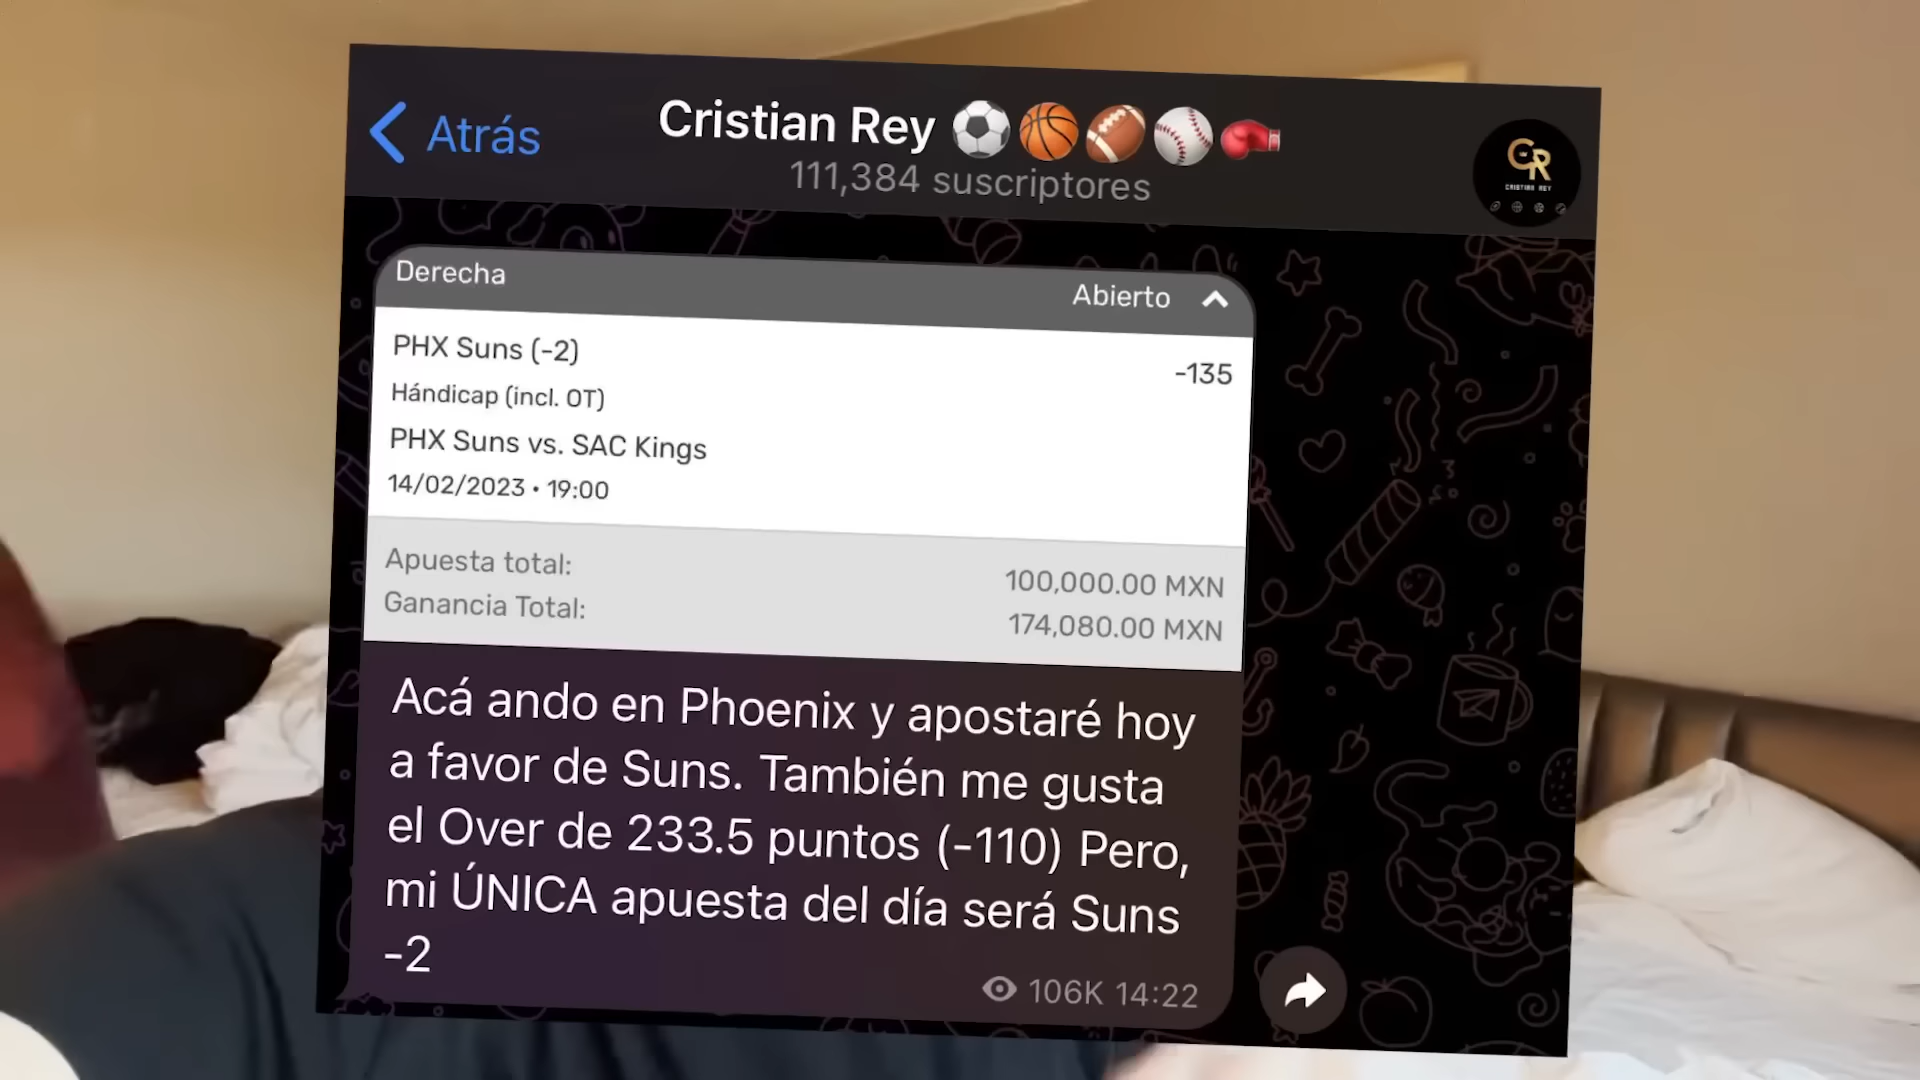 Atrás
Cristian Rey ⚽🏀🏈⚾🥊
111,384 suscriptores
CR
CRISTIAN REY
Derecha
Abierto
PHX Suns (-2)
-135
Hándicap (incl. OT)
PHX Suns vs. SAC Kings
14/02/2023 • 19:00
Apuesta total:
100,000.00 MXN
Ganancia Total:
174,080.00 MXN
Acá ando en Phoenix y apostaré hoy
a favor de Suns. También me gusta
el Over de 233.5 puntos (-110) Pero,
mi ÚNICA apuesta del día será Suns
-2
106K 14:22